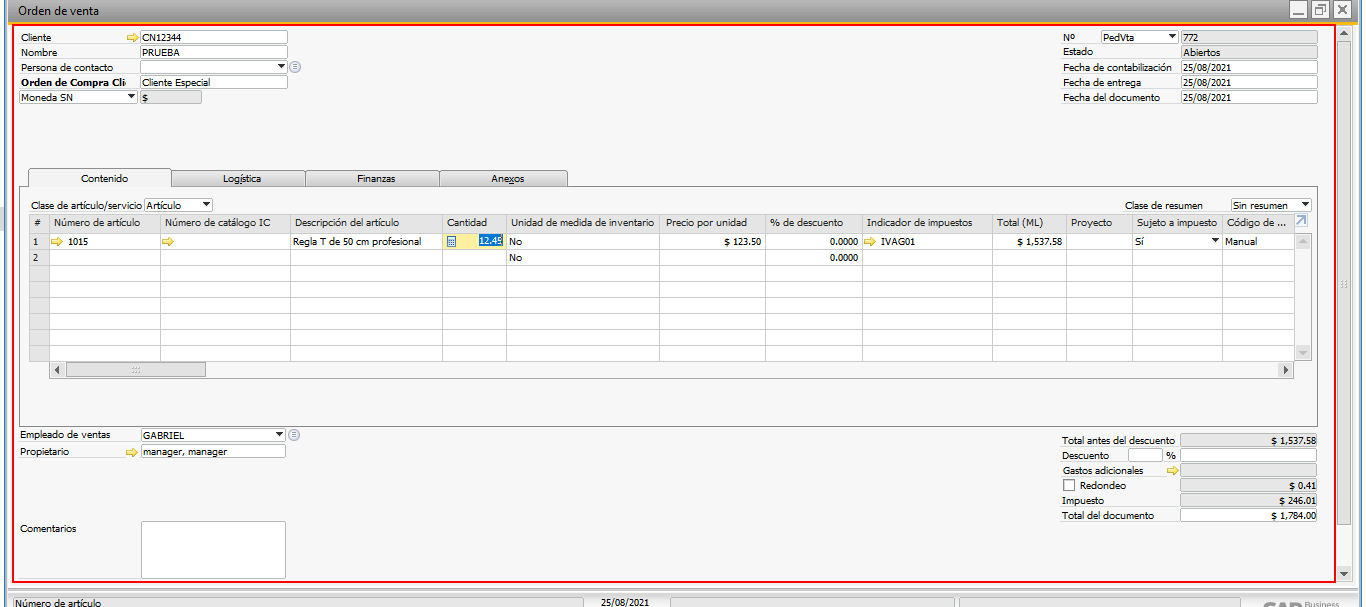 Orden de venta
Cliente CN12344
Nombre PRUEBA
Persona de contacto
Orden de Compra Cli Cliente Especial
Moneda SN $
Nº PedVta 772
Estado Abiertos
Fecha de contabilización 25/08/2021
Fecha de entrega 25/08/2021
Fecha del documento 25/08/2021
Contenido Logística Finanzas Anexos
Clase de artículo/servicio Artículo Clase de resumen Sin resumen
# Número de artículo Número de catálogo IC Descripción del artículo Cantidad Unidad de medida de inventario Precio por unidad % de descuento Indicador de impuestos Total (ML) Proyecto Sujeto a impuesto Código de ...
1 1015 Regla T de 50 cm profesional 12.45 No $ 123.50 0.0000 IVAG01 $ 1,537.58 Sí Manual
2 No 0.0000
Empleado de ventas GABRIEL
Propietario manager, manager
Comentarios
Total antes del descuento $ 1,537.58
Descuento %
Gastos adicionales
Redondeo $ 0.41
Impuesto $ 246.01
Total del documento $ 1,784.00
Número de artículo 25/08/2021 Business